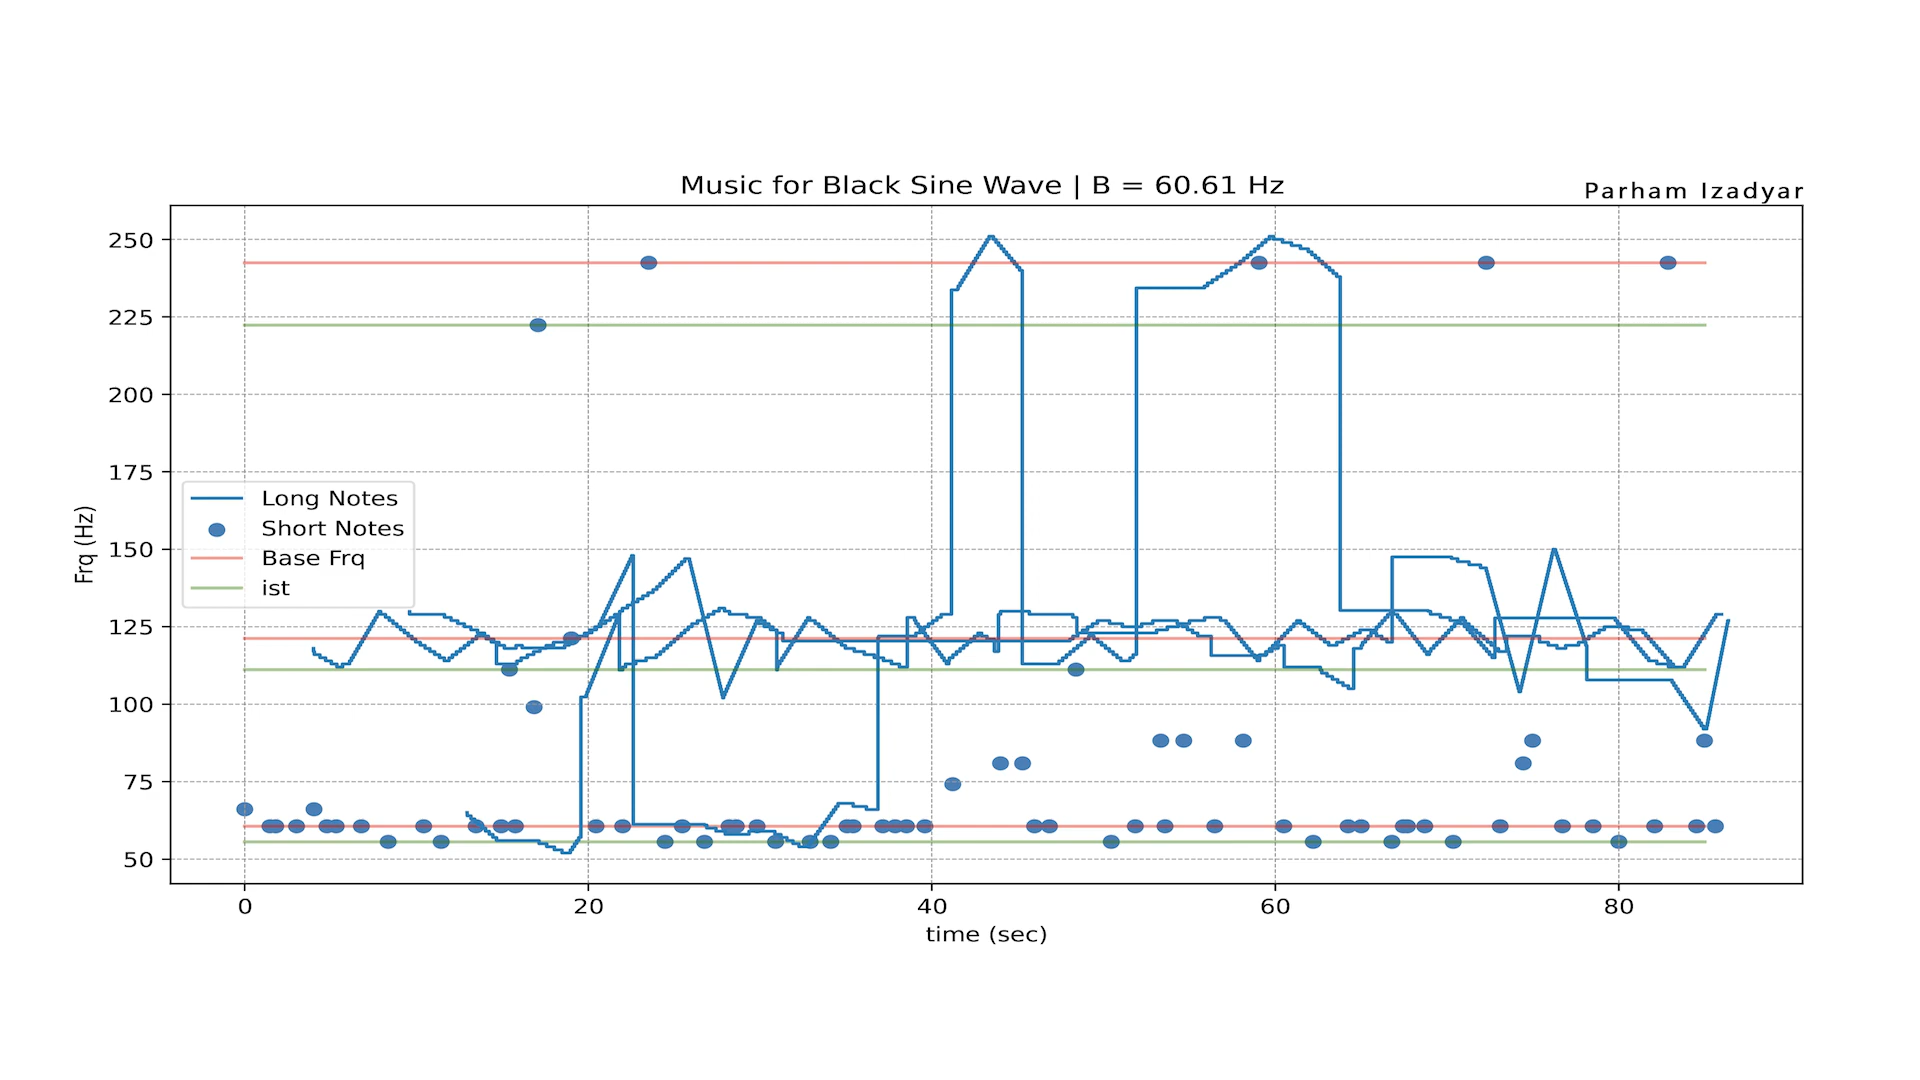 Music for Black Sine Wave | B = 60.61 Hz
Parham Izadyar
250
225
200
175
150
125
100
75
50
Frq (Hz)
Long Notes
Short Notes
Base Frq
ist
0 20 40 60 80
time (sec)